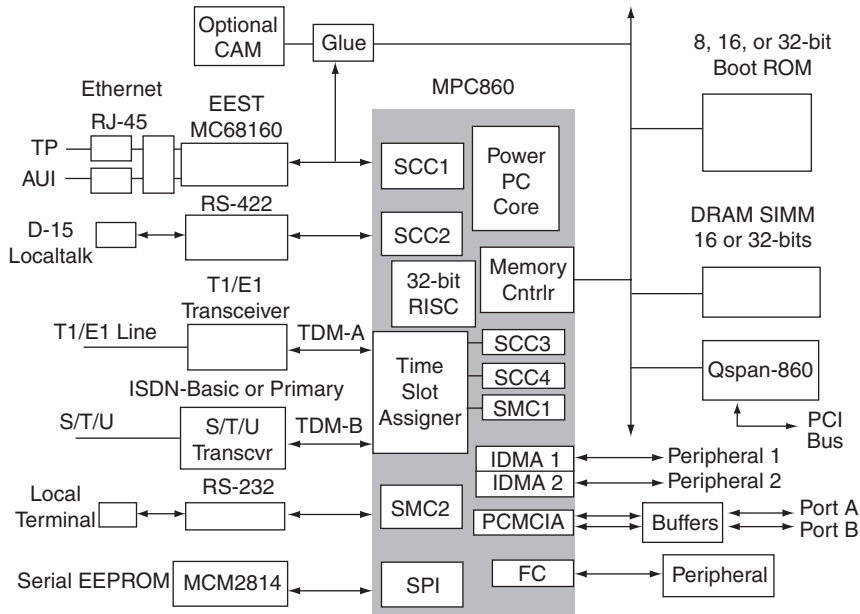 Optional
CAM
Glue
8, 16, or 32-bit
Boot ROM
Ethernet
RJ-45
EEST
MC68160
MPC860
TP
AUI
SCC1
Power
PC
Core
RS-422
D-15
Localtalk
SCC2
DRAM SIMM
16 or 32-bits
32-bit
RISC
Memory
Cntrlr
T1/E1
Transceiver
T1/E1 Line
TDM-A
Time
Slot
Assigner
SCC3
SCC4
SMC1
Qspan-860
PCI
Bus
ISDN-Basic or Primary
S/T/U
S/T/U
Transcvr
TDM-B
IDMA 1
IDMA 2
Peripheral 1
Peripheral 2
Local
Terminal
RS-232
SMC2
PCMCIA
Buffers
Port A
Port B
Serial EEPROM
MCM2814
SPI
FC
Peripheral